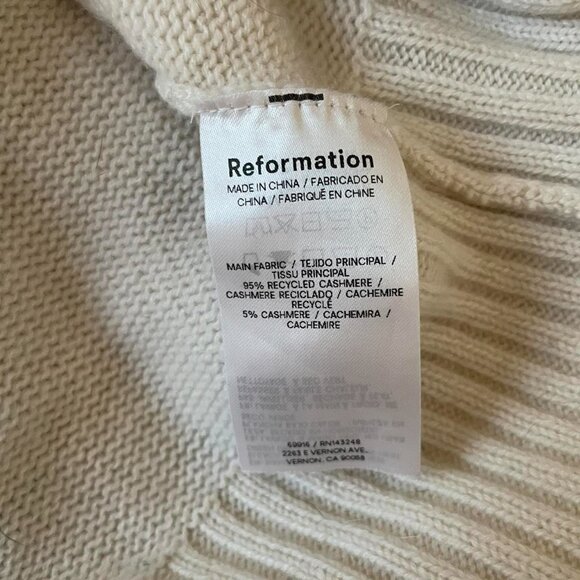 Reformation
MADE IN CHINA / FABRICADO EN
CHINA / FABRIQUÉ EN CHINE
MAIN FABRIC / TEJIDO PRINCIPAL /
TISSU PRINCIPAL
95% RECYCLED CASHMERE /
CASHMERE RECICLADO / CACHEMIRE
RECYCLÉ
5% CASHMERE / CACHEMIRA /
CACHEMIRE
69916 / RN143248
2263 E VERNON AVE,
VERNON, CA 90058